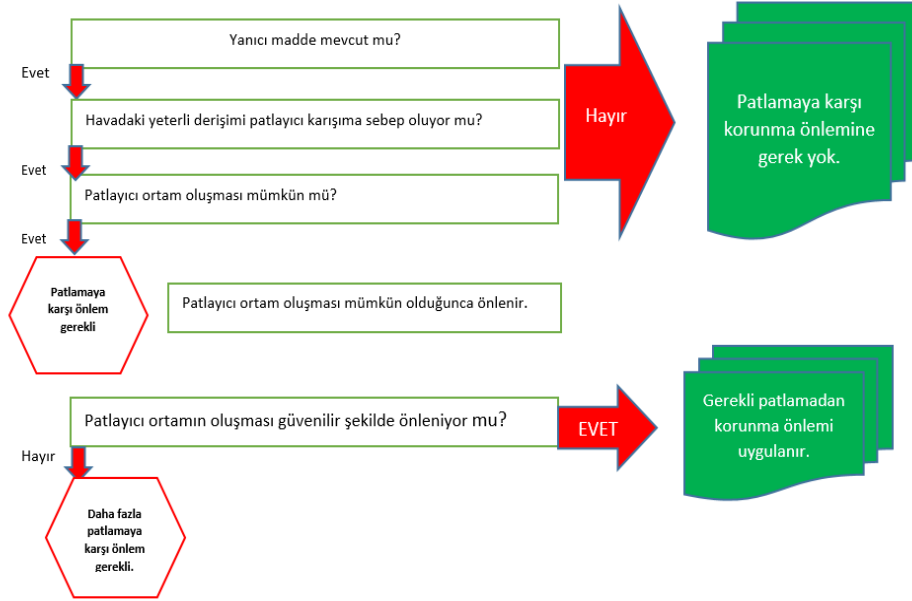 Yanıcı madde mevcut mu?
Evet
Havadaki yeterli derişimi patlayıcı karışıma sebep oluyor mu?
Hayır
Patlamaya karşı
korunma önlemine
gerek yok.
Evet
Patlayıcı ortam oluşması mümkün mü?
Evet
Patlamaya
karşı önlem
gerekli
Patlayıcı ortam oluşması mümkün olduğunca önlenir.
Patlayıcı ortamın oluşması güvenilir şekilde önleniyor mu?
EVET
Gerekli patlamadan
korunma önlemi
uygulanır.
Hayır
Daha fazla
patlamaya
karşı önlem
gerekli.